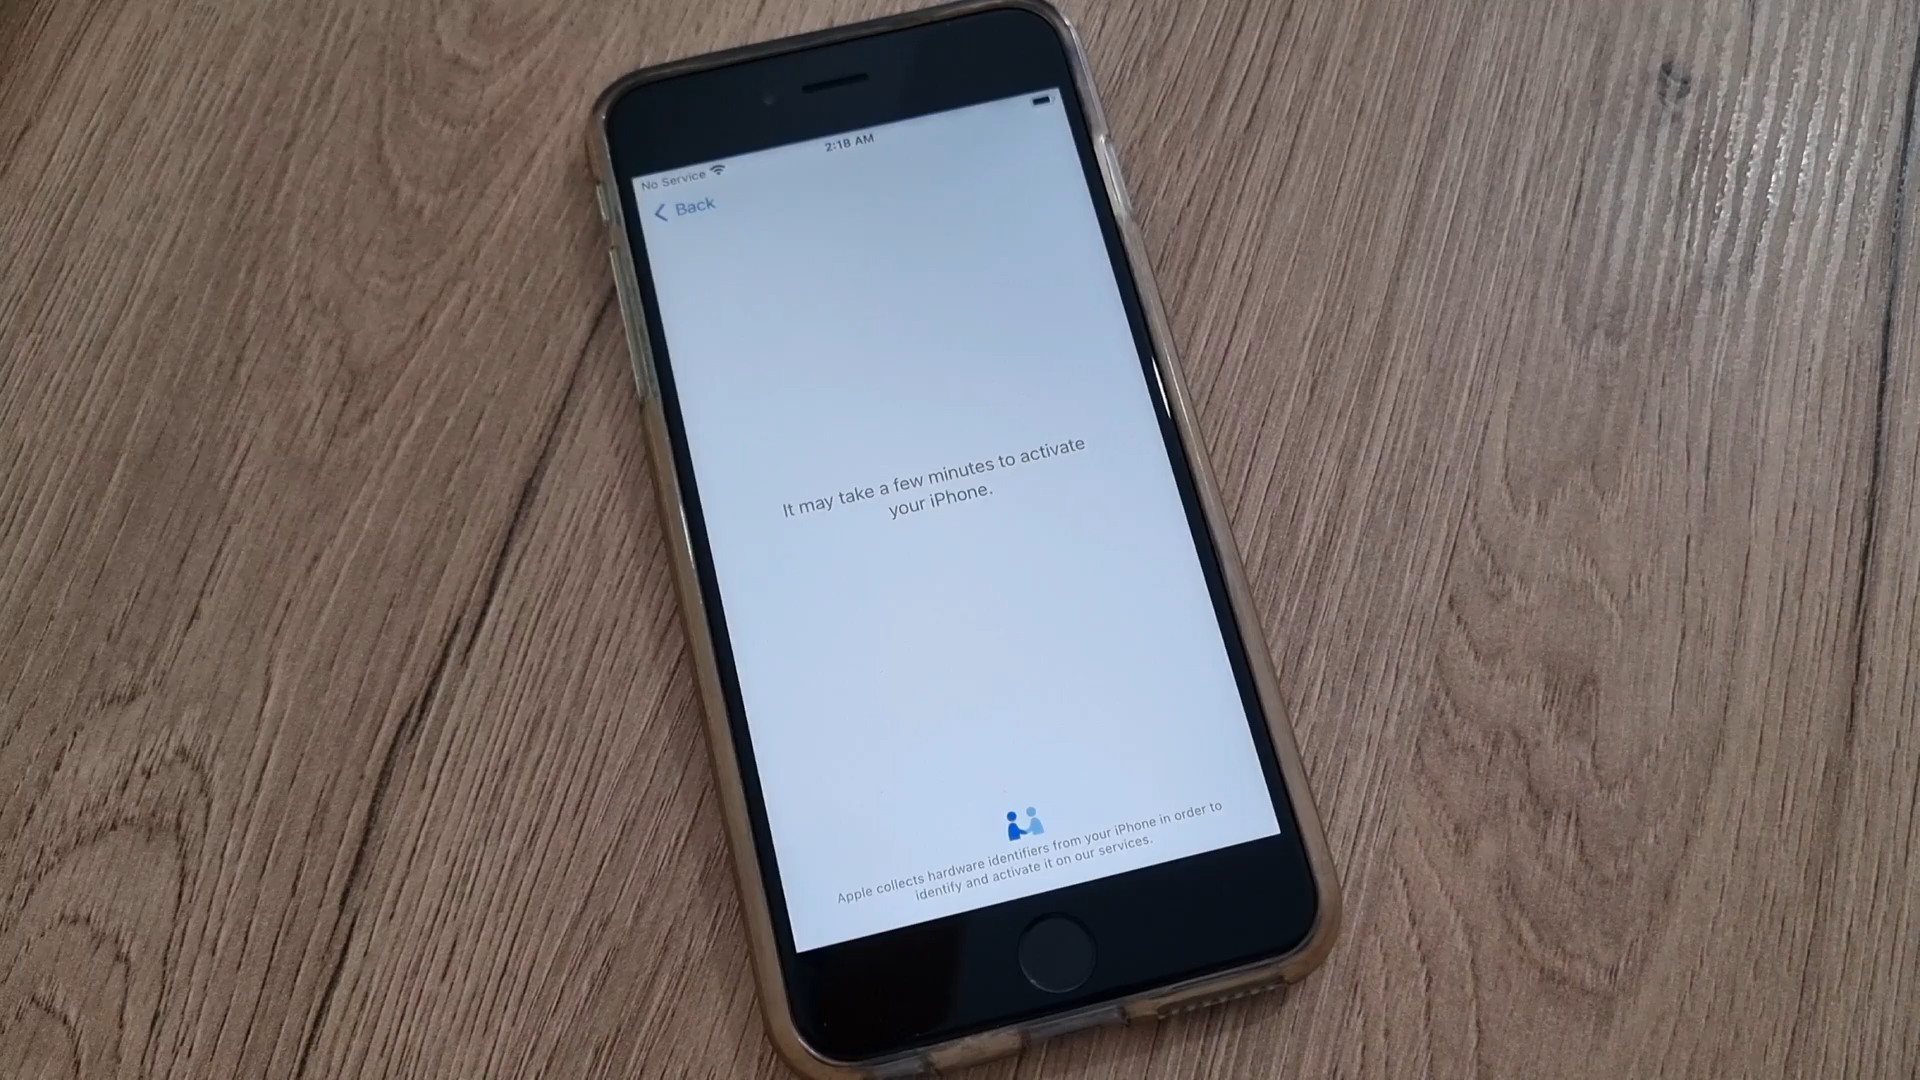 2:18 AM
No Service
Back
It may take a few minutes to activate
your iPhone.
Apple collects hardware identifiers from your iPhone in order to
identify and activate it on our services.